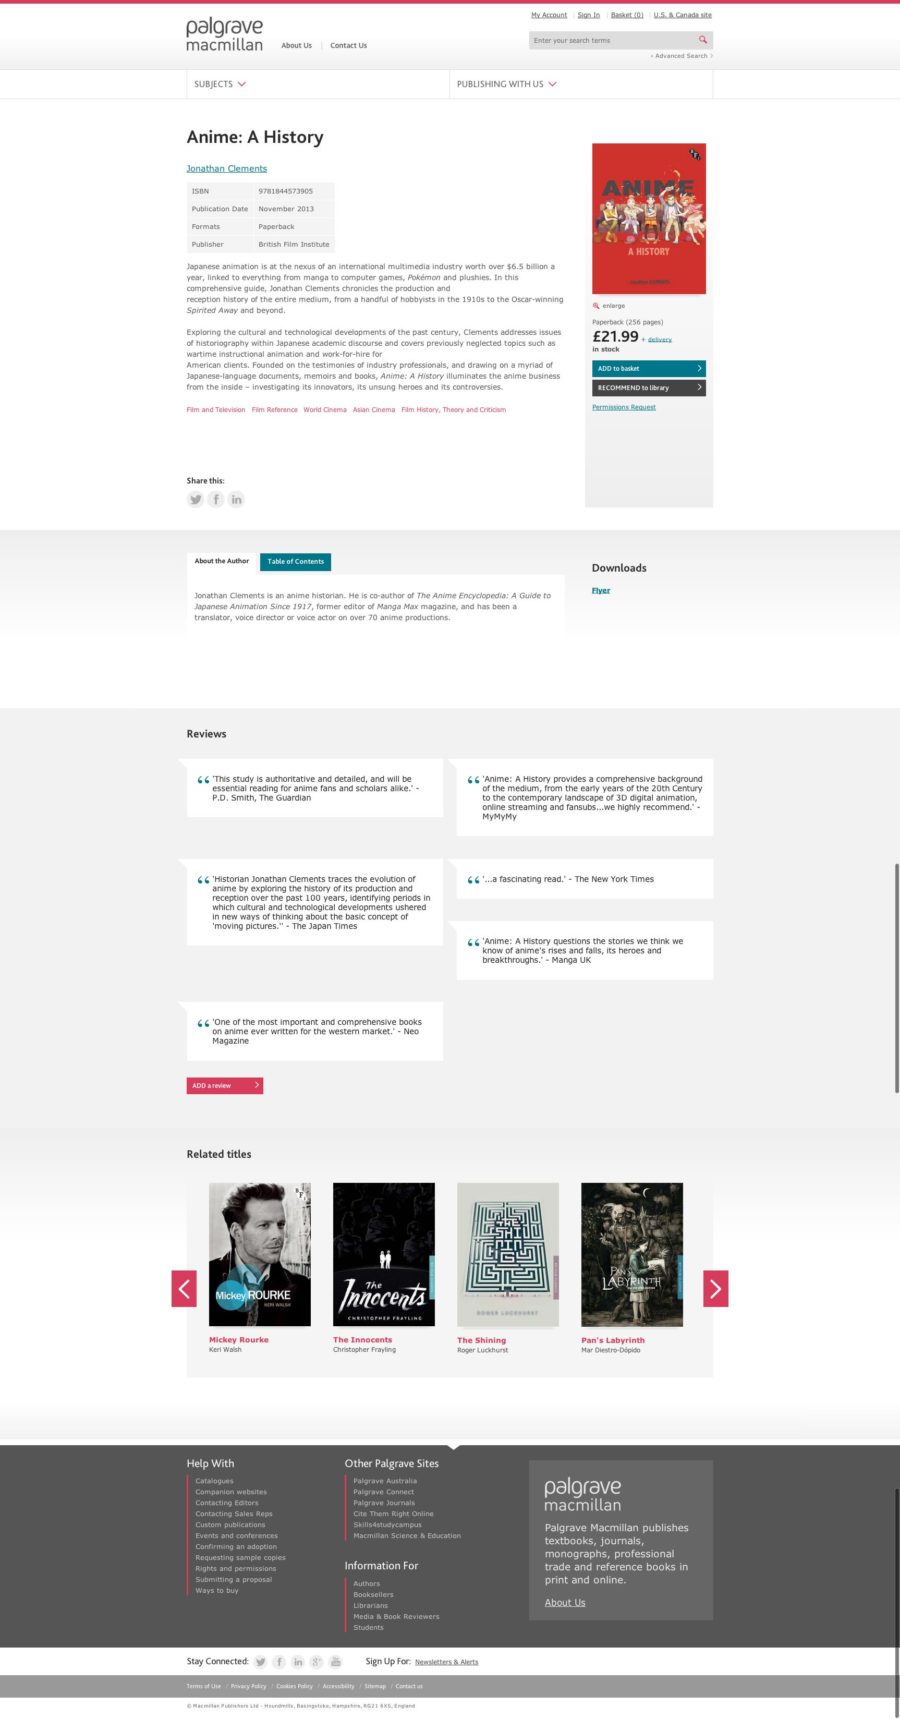 My Account Sign In Basket (0) U.S. & Canada site
palgrave
macmillan
About Us Contact Us
Enter your search terms
Advanced Search
SUBJECTS PUBLISHING WITH US
Anime: A History
Jonathan Clements
ISBN 9781844573905
Publication Date November 2013
Formats Paperback
Publisher British Film Institute
Japanese animation is at the nexus of an international multimedia industry worth over $6.5 billion a
year, linked to everything from manga to computer games, Pokémon and plushies. In this
comprehensive guide, Jonathan Clements chronicles the production and
reception history of the entire medium, from a handful of hobbyists in the 1910s to the Oscar-winning
Spirited Away and beyond.
Exploring the cultural and technological developments of the past century, Clements addresses issues
of historiography within Japanese academic discourse and covers previously neglected topics such as
wartime instructional animation and work-for-hire for
American clients. Founded on the testimonies of industry professionals, and drawing on a myriad of
Japanese-language documents, memoirs and books, Anime: A History illuminates the anime business
from the inside – investigating its innovators, its unsung heroes and its controversies.
Film and Television Film Reference World Cinema Asian Cinema Film History, Theory and Criticism
Share this:
ANIME
A HISTORY
enlarge
Paperback (256 pages)
£21.99 + delivery
in stock
ADD to basket
RECOMMEND to library
Permissions Request
About the Author Table of Contents
Jonathan Clements is an anime historian. He is co-author of The Anime Encyclopedia: A Guide to
Japanese Animation Since 1917, former editor of Manga Max magazine, and has been a
translator, voice director or voice actor on over 70 anime productions.
Downloads
Flyer
Reviews
'This study is authoritative and detailed, and will be
essential reading for anime fans and scholars alike.' -
P.D. Smith, The Guardian
'Anime: A History provides a comprehensive background
of the medium, from the early years of the 20th Century
to the contemporary landscape of 3D digital animation,
online streaming and fansubs...we highly recommend.' -
MyMyMy
'Historian Jonathan Clements traces the evolution of
anime by exploring the history of its production and
reception over the past 100 years, identifying periods in
which cultural and technological developments ushered
in new ways of thinking about the basic concept of
'moving pictures.'' - The Japan Times
'...a fascinating read.' - The New York Times
'Anime: A History questions the stories we think we
know of anime's rises and falls, its heroes and
breakthroughs.' - Manga UK
'One of the most important and comprehensive books
on anime ever written for the western market.' - Neo
Magazine
ADD a review
Related titles
Mickey ROURKE
KERI WALSH
The
Innocents
CHRISTOPHER FRAYLING
THE
SHINING
ROGER LUCKHURST
PAN'S
LABYRINTH
Mickey Rourke
Keri Walsh
The Innocents
Christopher Frayling
The Shining
Roger Luckhurst
Pan's Labyrinth
Mar Diestro-Dópido
Help With
Catalogues
Companion websites
Contacting Editors
Contacting Sales Reps
Custom publications
Events and conferences
Confirming an adoption
Requesting sample copies
Rights and permissions
Submitting a proposal
Ways to buy
Other Palgrave Sites
Palgrave Australia
Palgrave Connect
Palgrave Journals
Cite Them Right Online
Skills4studycampus
Macmillan Science & Education
Information For
Authors
Booksellers
Librarians
Media & Book Reviewers
Students
palgrave
macmillan
Palgrave Macmillan publishes
textbooks, journals,
monographs, professional
trade and reference books in
print and online.
About Us
Stay Connected: Sign Up For: Newsletters & Alerts
Terms of Use / Privacy Policy / Cookies Policy / Accessibility / Sitemap / Contact us
© Macmillan Publishers Ltd - Houndmills, Basingstoke, Hampshire, RG21 6XS, England